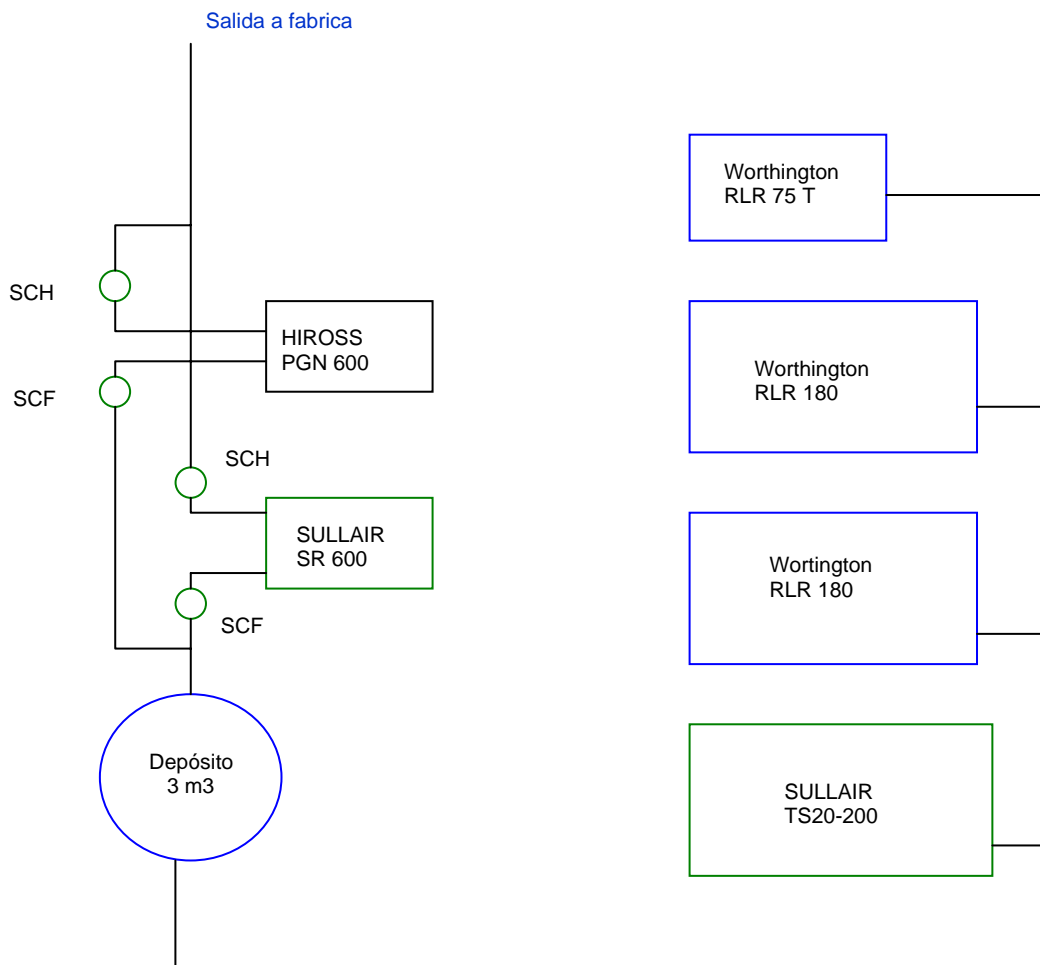 Salida a fabrica
Worthington
RLR 75 T
SCH
HIROSS
PGN 600
Worthington
RLR 180
SCF
SCH
SULLAIR
SR 600
Wortington
RLR 180
SCF
Depósito
3 m3
SULLAIR
TS20-200